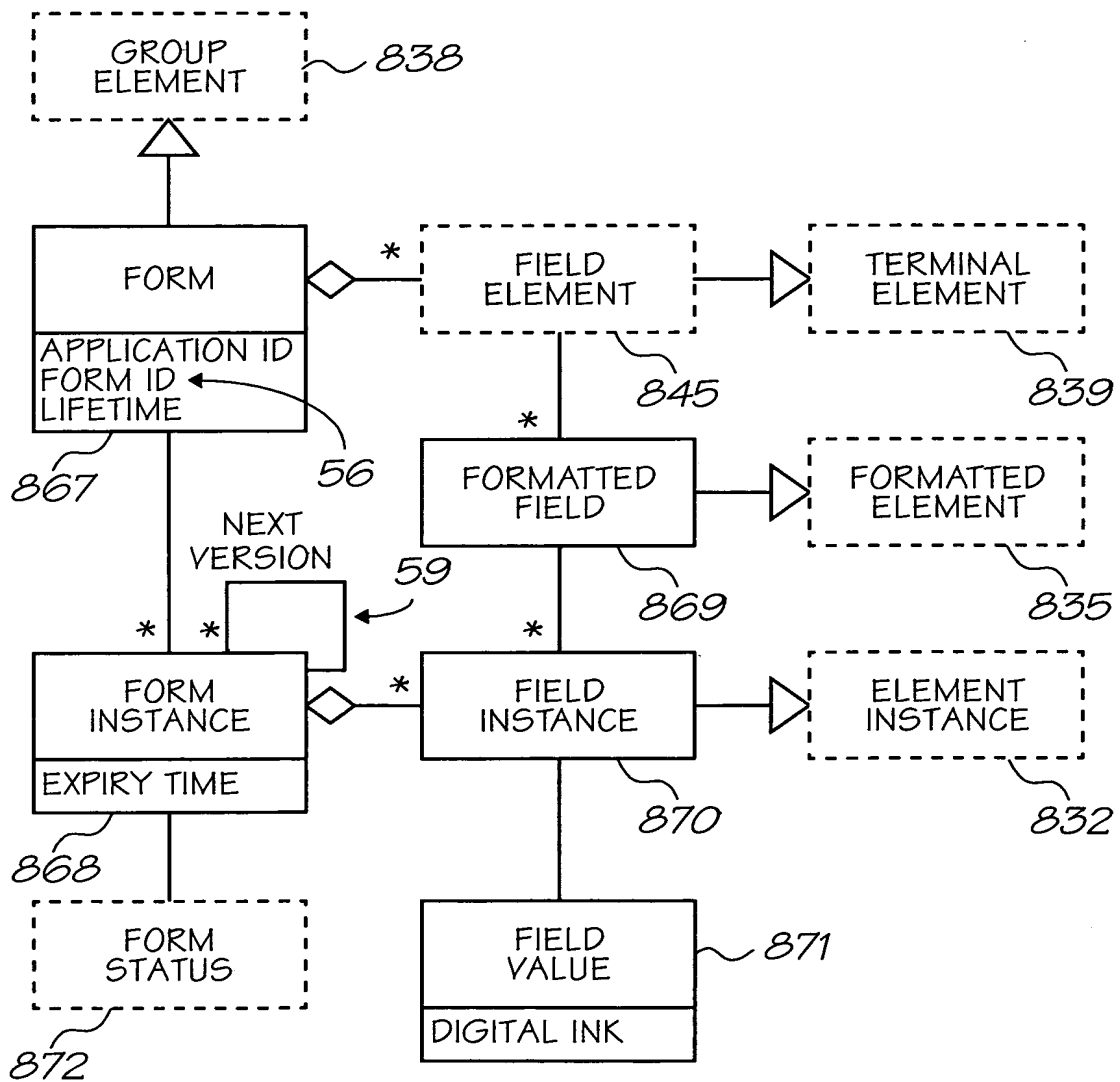 GROUP
ELEMENT
838
FORM
*
FIELD
ELEMENT
TERMINAL
ELEMENT
APPLICATION ID
FORM ID
LIFETIME
845
839
867
56
*
FORMATTED
FIELD
FORMATTED
ELEMENT
NEXT
VERSION
59
869
835
*
*
*
FORM
INSTANCE
*
FIELD
INSTANCE
ELEMENT
INSTANCE
EXPIRY TIME
870
832
868
FORM
STATUS
FIELD
VALUE
871
DIGITAL INK
872